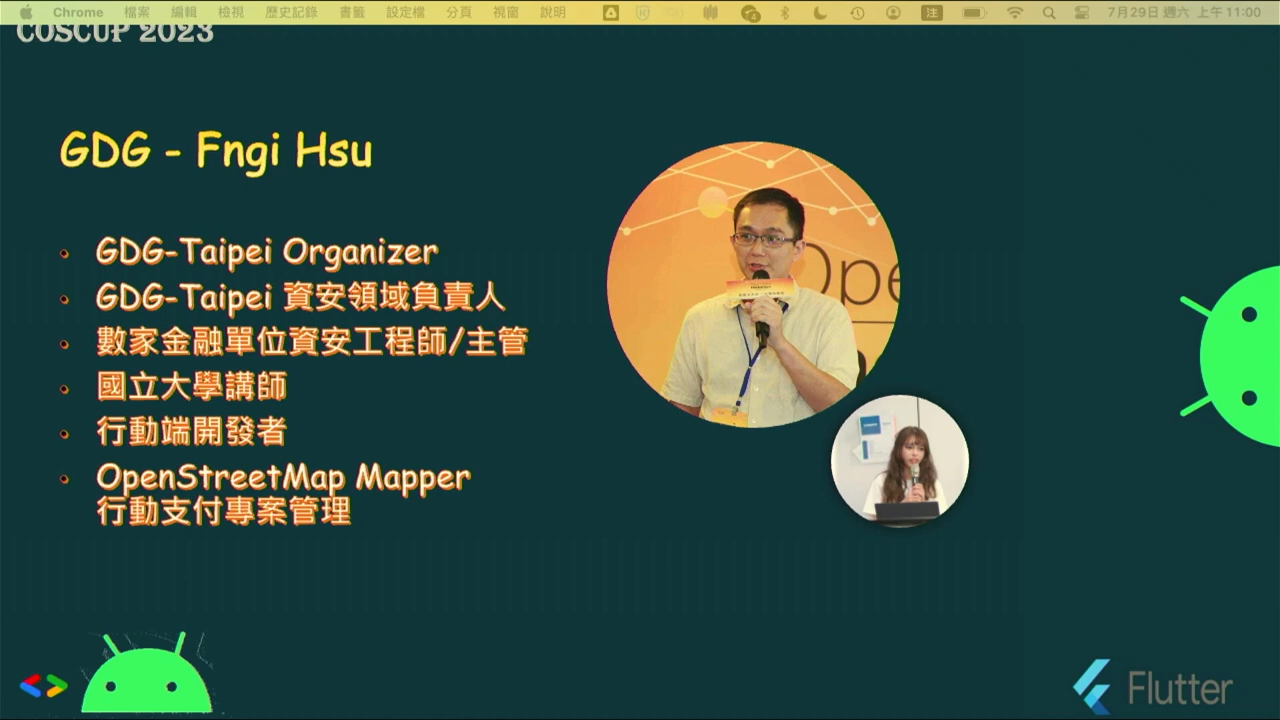 Chrome 檔案 編輯 檢視 歷史記錄 書籤 設定檔 分頁 視窗 說明 注 7月29日 週六 上午11:00
COSCUP 2023
GDG - Fngi Hsu
• GDG-Taipei Organizer
• GDG-Taipei 資安領域負責人
• 數家金融單位資安工程師/主管
• 國立大學講師
• 行動端開發者
• OpenStreetMap Mapper
行動支付專案管理
Ope
Flutter